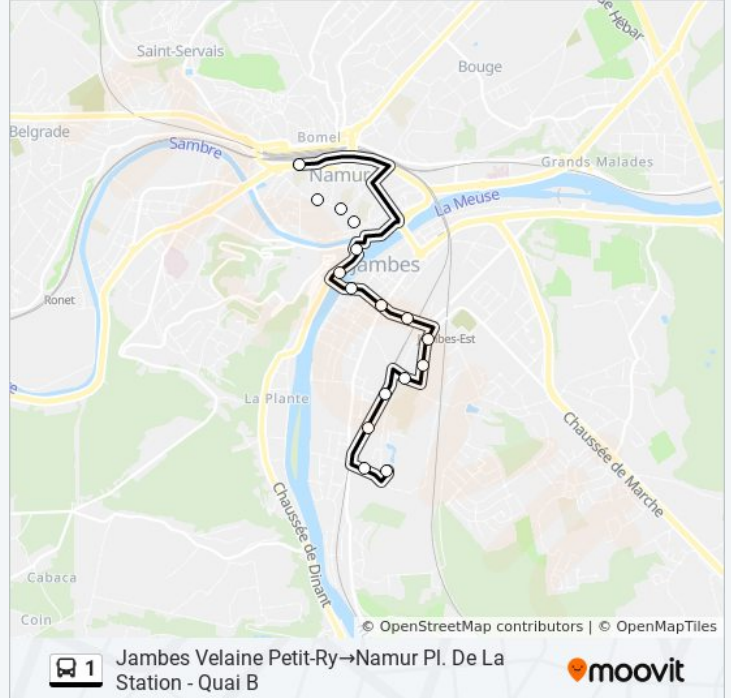 de Hébar
Saint-Servais
Bouge
Belgrade
Bomel
Sambre
Grands Malades
Namur
La Meuse
Jambes
Ronet
bes-Est
La Plante
Chaussée de Marche
Chaussée de Dinant
Cabaca
Coin
© OpenStreetMap contributors | © OpenMapTiles
1
Jambes Velaine Petit-Ry→Namur Pl. De La
Station - Quai B
moovit